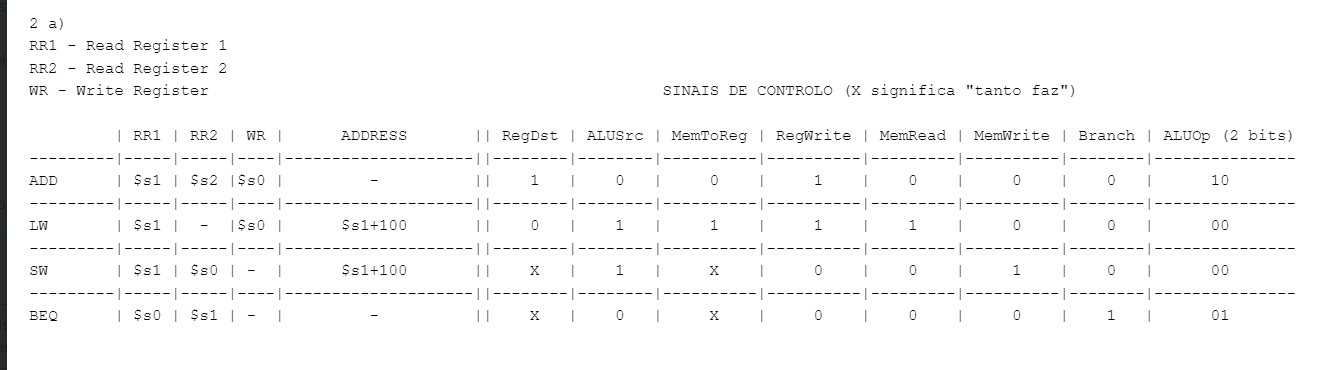 2 a)
RR1 - Read Register 1
RR2 - Read Register 2
WR - Write Register                                                SINAIS DE CONTROLO (X significa "tanto faz")
         | RR1 | RR2 | WR |      ADDRESS       || RegDst | ALUSrc | MemToReg | RegWrite | MemRead | MemWrite | Branch | ALUOp (2 bits)
---------|-----|-----|----|--------------------||--------|--------|----------|----------|---------|----------|--------|---------------
ADD      | $s1 | $s2 |$s0 |         -          ||   1    |   0    |    0     |    1     |    0    |    0     |   0    |     10
---------|-----|-----|----|--------------------||--------|--------|----------|----------|---------|----------|--------|---------------
LW       | $s1 |  -  |$s0 |      $s1+100       ||   0    |   1    |    1     |    1     |    1    |    0     |   0    |     00
---------|-----|-----|----|--------------------||--------|--------|----------|----------|---------|----------|--------|---------------
SW       | $s1 | $s0 | -  |      $s1+100       ||   X    |   1    |    X     |    0     |    0    |    1     |   0    |     00
---------|-----|-----|----|--------------------||--------|--------|----------|----------|---------|----------|--------|---------------
BEQ      | $s0 | $s1 | -  |         -          ||   X    |   0    |    X     |    0     |    0    |    0     |   1    |     01